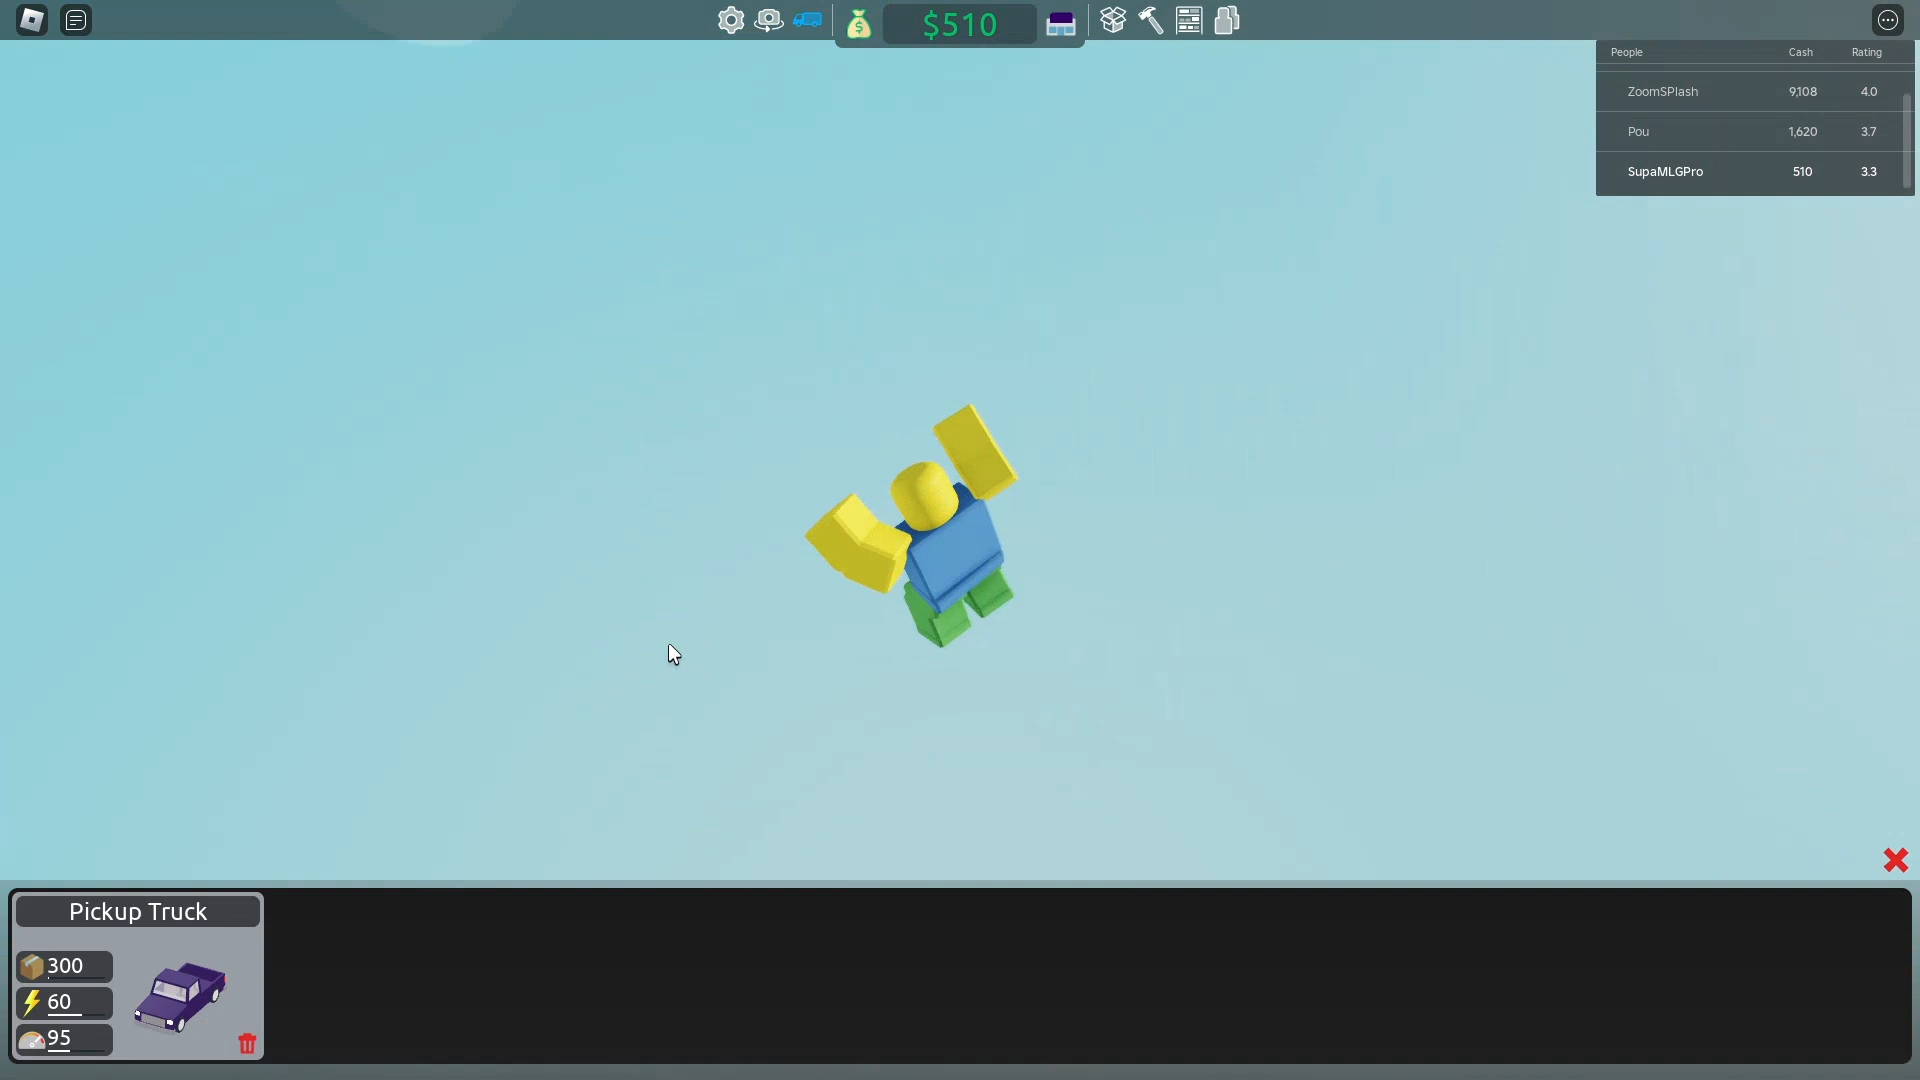 $510
People Cash Rating
ZoomSPlash 9,108 4.0
Pou 1,620 3.7
SupaMLGPro 510 3.3
Pickup Truck
300
60
95